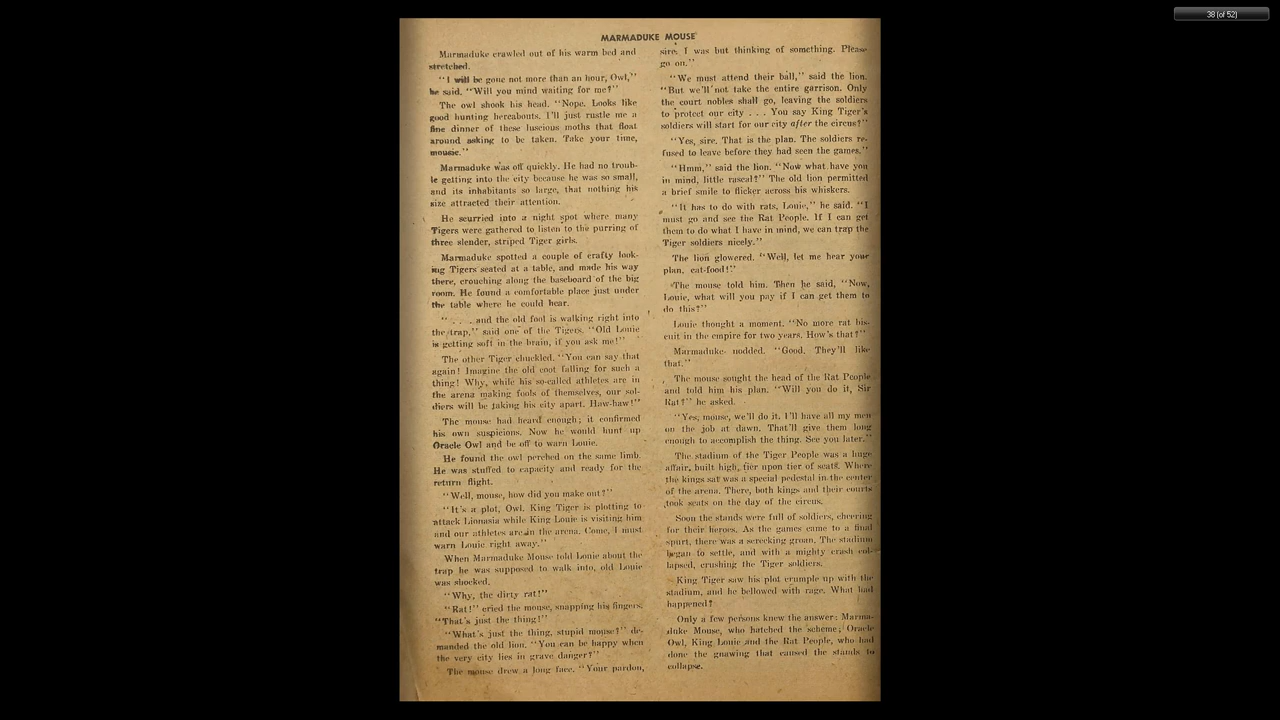 38 (of 52)
MARMADUKE MOUSE
Marmaduke crawled out of his warm bed and
stretched.
"I will be gone not more than an hour, Owl,"
he said. "Will you mind waiting for me?"
The owl shook his head. "Nope. Looks like
good hunting hereabouts. I'll just rustle me a
fine dinner of these luscious moths that float
around asking to be taken. Take your time,
mousie."
Marmaduke was off quickly. He had no troub-
le getting into the city because he was so small,
and its inhabitants so large, that nothing his
size attracted their attention.
He scurried into a night spot where many
Tigers were gathered to listen to the purring of
three slender, striped Tiger girls.
Marmaduke spotted a couple of crafty look-
ing Tigers seated at a table, and made his way
there, crouching along the baseboard of the big
room. He found a comfortable place just under
the table where he could hear.
". . . and the old fool is walking right into
the trap," said one of the Tigers. "Old Louie
is getting soft in the brain, if you ask me!"
The other Tiger chuckled. "You can say that
again! Imagine the old coot falling for such a
thing! Why, while his so-called athletes are in
the arena making fools of themselves, our sol-
diers will be taking his city apart. Haw-haw!"
The mouse had heard enough; it confirmed
his own suspicions. Now he would hunt up
Oracle Owl and be off to warn Louie.
He found the owl perched on the same limb.
He was stuffed to capacity and ready for the
return flight.
"Well, mouse, how did you make out?"
"It's a plot, Owl. King Tiger is plotting to
attack Lionasia while King Louie is visiting him
and our athletes are in the arena. Come, I must
warn Louie right away."
When Marmaduke Mouse told Louie about the
trap he was supposed to walk into, old Louie
was shocked.
"Why, the dirty rat!"
"Rat!" cried the mouse, snapping his fingers.
"That's just the thing!"
"What's just the thing, stupid mouse?" de-
manded the old lion. "You can be happy when
the very city lies in grave danger?"
The mouse drew a long face. "Your pardon,
sire. I was but thinking of something. Please
go on."
"We must attend their ball," said the lion.
"But we'll not take the entire garrison. Only
the court nobles shall go, leaving the soldiers
to protect our city . . . You say King Tiger's
soldiers will start for our city after the circus?"
"Yes, sire. That is the plan. The soldiers re-
fused to leave before they had seen the games."
"Hmm," said the lion. "Now what have you
in mind, little rascal?" The old lion permitted
a brief smile to flicker across his whiskers.
"It has to do with rats, Louie," he said. "I
must go and see the Rat People. If I can get
them to do what I have in mind, we can trap the
Tiger soldiers nicely."
The lion glowered. "Well, let me hear your
plan, cat-food!"
The mouse told him. Then he said, "Now,
Louie, what will you pay if I can get them to
do this?"
Louie thought a moment. "No more rat bis-
cuit in the empire for two years. How's that?"
Marmaduke nodded. "Good. They'll like
that."
The mouse sought the head of the Rat People
and told him his plan. "Will you do it, Sir
Rat?" he asked.
"Yes, mouse, we'll do it. I'll have all my men
on the job at dawn. That'll give them long
enough to accomplish the thing. See you later."
The stadium of the Tiger People was a huge
affair, built high, tier upon tier of seats. Where
the kings sat was a special pedestal in the center
of the arena. There, both kings and their courts
took seats on the day of the circus.
Soon the stands were full of soldiers, cheering
for their heroes. As the games came to a final
spurt, there was a screeking groan. The stadium
began to settle, and with a mighty crash col-
lapsed, crushing the Tiger soldiers.
King Tiger saw his plot crumple up with the
stadium, and he bellowed with rage. What had
happened?
Only a few persons knew the answer: Marma-
duke Mouse, who hatched the scheme; Oracle
Owl, King Louie and the Rat People, who had
done the gnawing that caused the stands to
collapse.